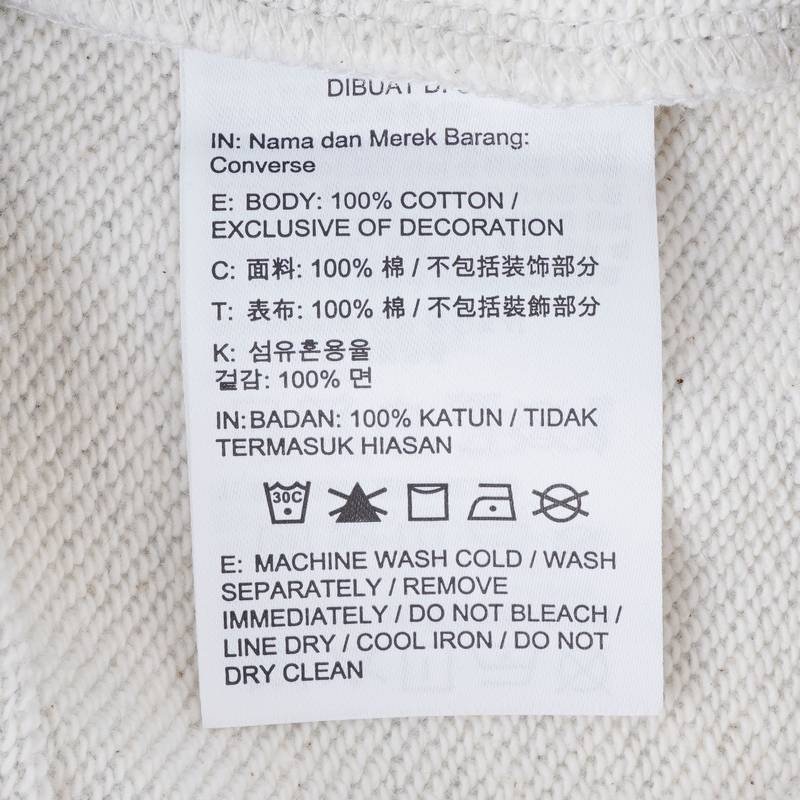 DIBUAT
IN: Nama dan Merek Barang:
Converse
E: BODY: 100% COTTON /
EXCLUSIVE OF DECORATION
C: 面料: 100% 棉 / 不包括装饰部分
T: 表布: 100% 棉 / 不包括裝飾部分
K: 섬유혼용율
겉감: 100% 면
IN: BADAN: 100% KATUN / TIDAK
TERMASUK HIASAN
30C
E: MACHINE WASH COLD / WASH
SEPARATELY / REMOVE
IMMEDIATELY / DO NOT BLEACH /
LINE DRY / COOL IRON / DO NOT
DRY CLEAN